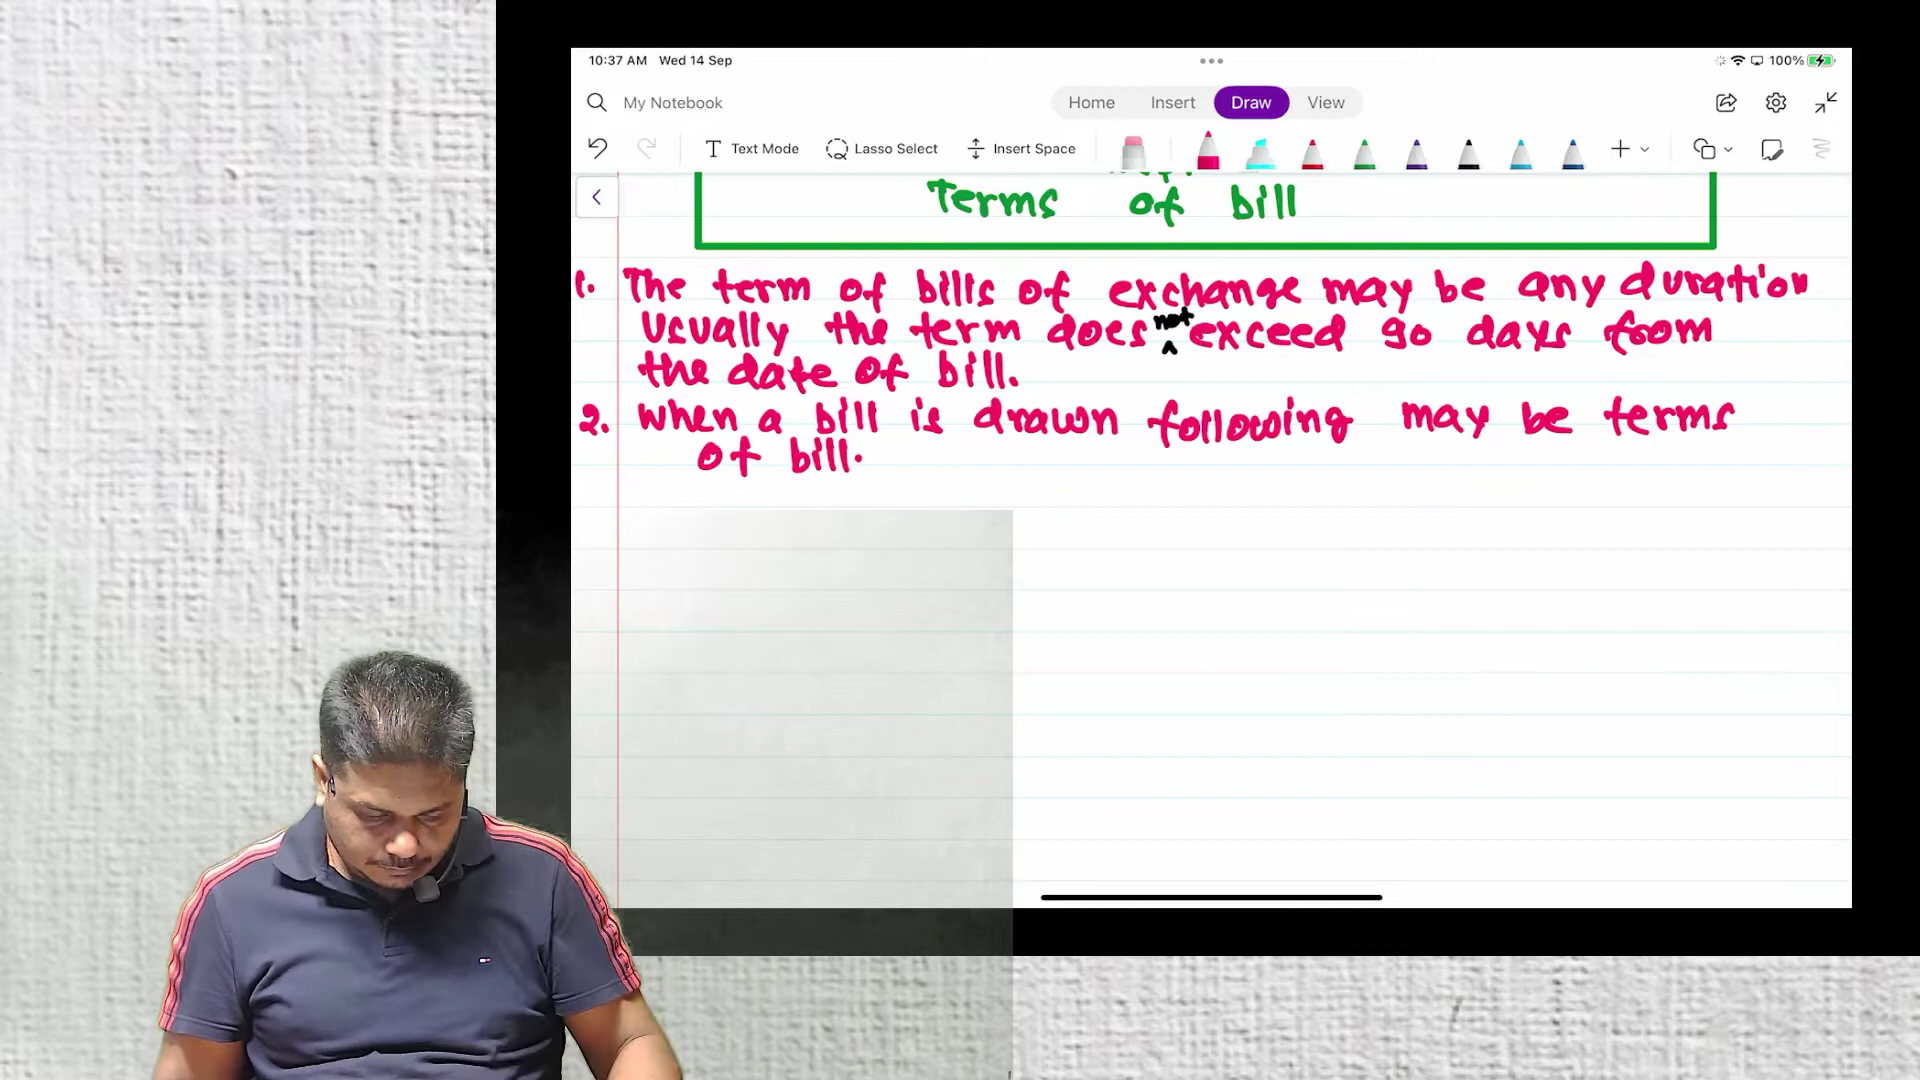 10:37 AM Wed 14 Sep
100%
My Notebook
Home Insert Draw View
Text Mode Lasso Select Insert Space
Terms of bill
1. The term of bills of exchange may be any duration
Usually the term does not exceed 90 days from
the date of bill.
2. When a bill is drawn following may be terms
of bill.